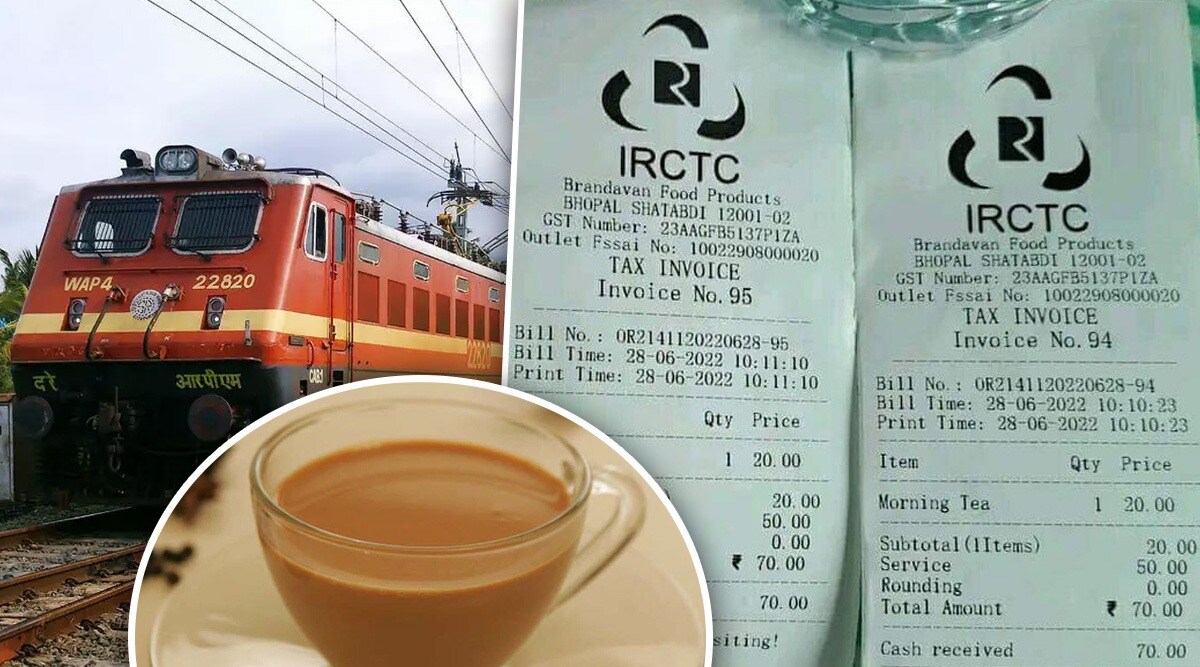 WAP4 22820
22820
CAB1
द रे आरपीएम
IRCTC
Brandavan Food Products
BHOPAL SHATABDI 12001-02
GST Number: 23AAGFB5137P1ZA
Outlet Fssai No: 10022908000020
TAX INVOICE
Invoice No. 95
Bill No.: OR2141120220628-95
Bill Time: 28-06-2022 10:11:10
Print Time: 28-06-2022 10:11:10
Qty Price
1 20.00
20.00
50.00
0.00
₹ 70.00
70.00
siting!
IRCTC
Brandavan Food Products
BHOPAL SHATABDI 12001-02
GST Number: 23AAGFB5137P1ZA
Outlet Fssai No: 10022908000020
TAX INVOICE
Invoice No. 94
Bill No.: OR2141120220628-94
Bill Time: 28-06-2022 10:10:23
Print Time: 28-06-2022 10:10:23
Item Qty Price
Morning Tea 1 20.00
Subtotal(1Items) 20.00
Service 50.00
Rounding 0.00
Total Amount ₹ 70.00
Cash received 70.00